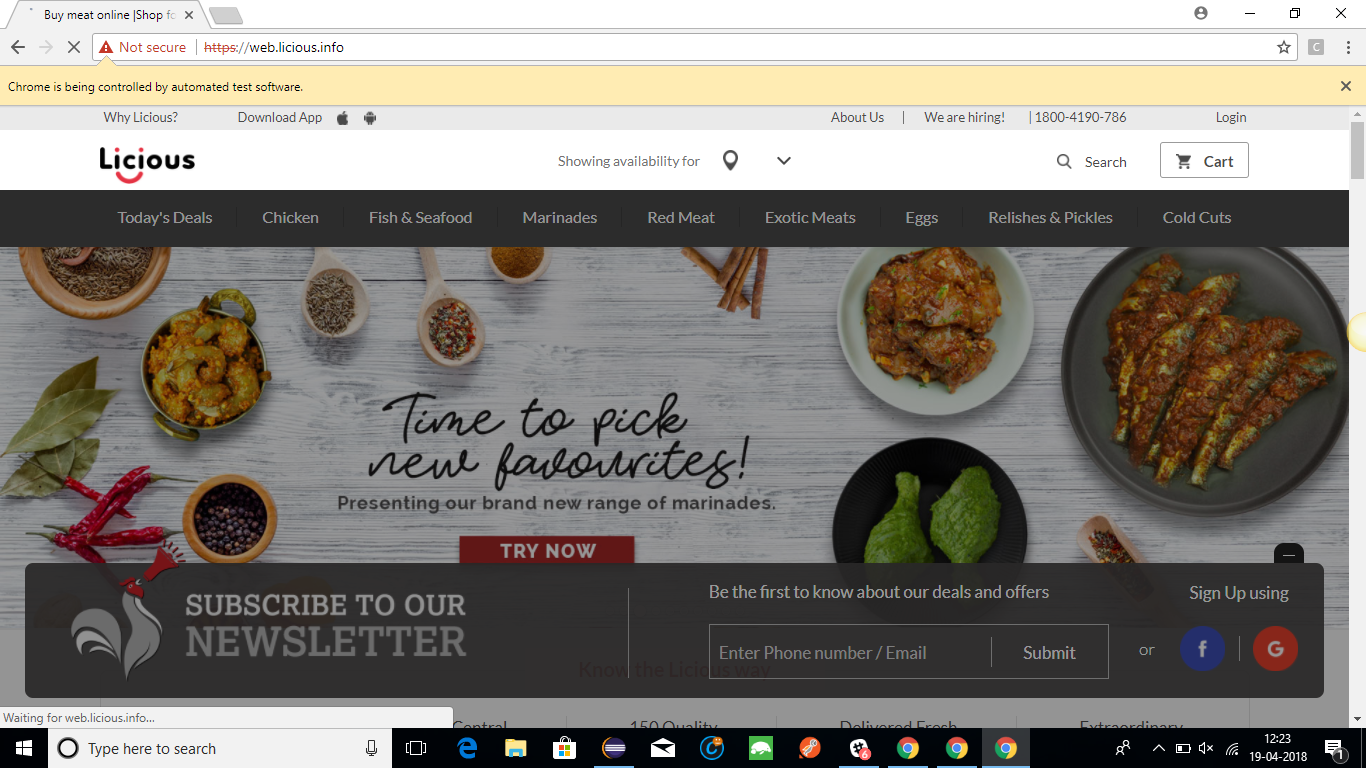 Buy meat online |Shop fo
Not secure | https://web.licious.info
C
Chrome is being controlled by automated test software.
Why Licious? Download App About Us | We are hiring! | 1800-4190-786 Login
Licious Showing availability for Search Cart
Today's Deals Chicken Fish & Seafood Marinades Red Meat Exotic Meats Eggs Relishes & Pickles Cold Cuts
Time to pick
new favourites!
Presenting our brand new range of marinades.
TRY NOW
SUBSCRIBE TO OUR
NEWSLETTER
Be the first to know about our deals and offers
Sign Up using
Enter Phone number / Email Submit or f G
Know the Licious way
Waiting for web.licious.info...
Central 150 Quality Delivered Fresh Extraordinary
Type here to search
6
12:23
19-04-2018
1